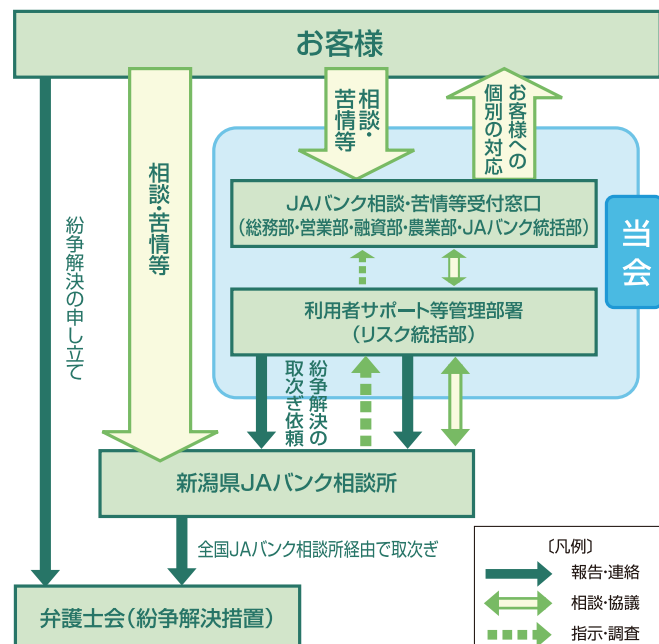 お客様
相談・
苦情等
お客様への
個別の対応
相談・苦情等
紛争解決の申し立て
JAバンク相談・苦情等受付窓口
(総務部・営業部・融資部・農業部・JAバンク統括部)
当会
利用者サポート等管理部署
(リスク統括部)
紛争解決の
取次ぎ依頼
新潟県JAバンク相談所
全国JAバンク相談所経由で取次ぎ
弁護士会(紛争解決措置)
〔凡例〕
報告・連絡
相談・協議
指示・調査